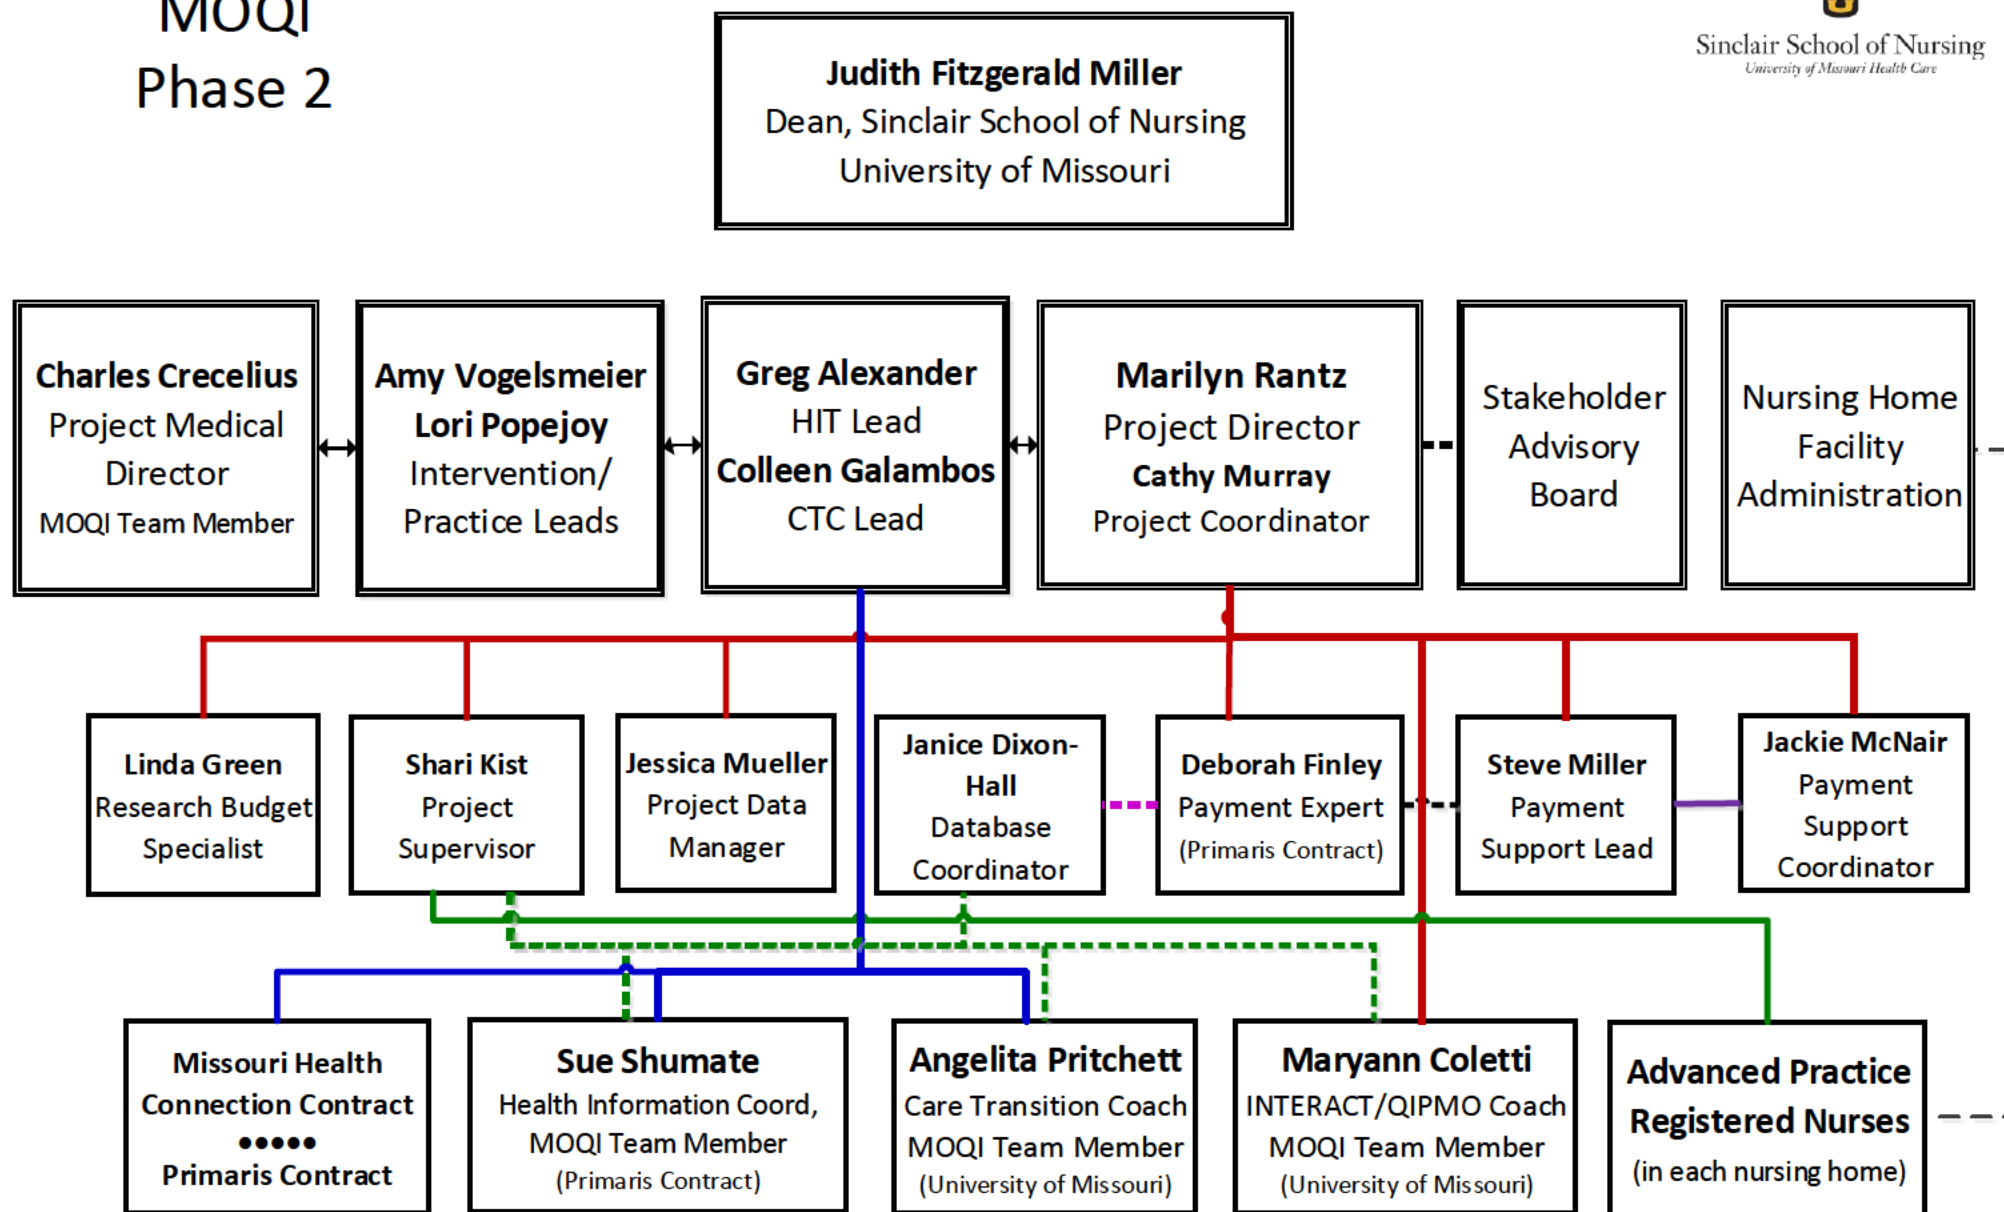 MOQI
Phase 2
Judith Fitzgerald Miller
Dean, Sinclair School of Nursing
University of Missouri
Sinclair School of Nursing
University of Missouri Health Care
Charles Crecelius
Project Medical
Director
MOQI Team Member
Amy Vogelsmeier
Lori Popejoy
Intervention/
Practice Leads
Greg Alexander
HIT Lead
Colleen Galambos
CTC Lead
Marilyn Rantz
Project Director
Cathy Murray
Project Coordinator
Stakeholder
Advisory
Board
Nursing Home
Facility
Administration
Linda Green
Research Budget
Specialist
Shari Kist
Project
Supervisor
Jessica Mueller
Project Data
Manager
Janice Dixon-
Hall
Database
Coordinator
Deborah Finley
Payment Expert
(Primaris Contract)
Steve Miller
Payment
Support Lead
Jackie McNair
Payment
Support
Coordinator
Missouri Health
Connection Contract
•••••
Primaris Contract
Sue Shumate
Health Information Coord,
MOQI Team Member
(Primaris Contract)
Angelita Pritchett
Care Transition Coach
MOQI Team Member
(University of Missouri)
Maryann Coletti
INTERACT/QIPMO Coach
MOQI Team Member
(University of Missouri)
Advanced Practice
Registered Nurses
(in each nursing home)